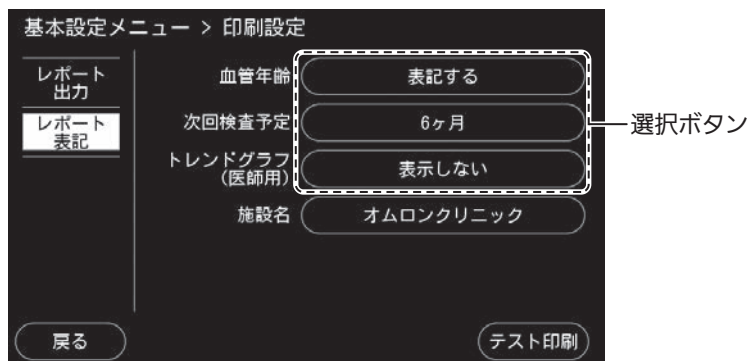 基本設定メニュー > 印刷設定
レポート
出力
レポート
表記
血管年齢
表記する
次回検査予定
6ヶ月
選択ボタン
トレンドグラフ
(医師用)
表示しない
施設名
オムロンクリニック
戻る
テスト印刷